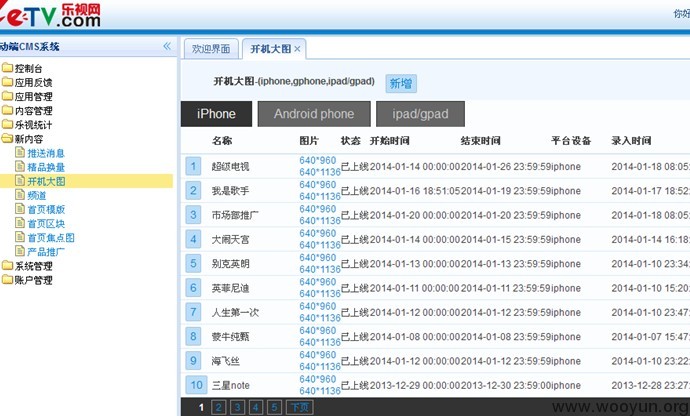 LeTV.com 乐视网
你好
动端CMS系统
欢迎界面 开机大图
控制台
应用反馈
应用管理
内容管理
乐视统计
新内容
推送消息
精品换量
开机大图
频道
首页模版
首页区块
首页焦点图
产品推广
系统管理
账户管理
开机大图-(iphone,gphone,ipad/gpad) 新增
iPhone Android phone ipad/gpad
名称 图片 状态 开始时间 结束时间 平台设备 录入时间
1 超级电视 640*960 640*1136 已上线 2014-01-14 00:00:00 2014-01-26 23:59:59 iphone 2014-01-18 08:05:
2 我是歌手 640*960 640*1136 已上线 2014-01-16 18:51:05 2014-01-19 23:59:59 iphone 2014-01-17 18:52:
3 市场部推广 640*960 640*1136 已上线 2014-01-20 00:00:00 2014-01-20 23:59:59 iphone 2014-01-18 08:05:
4 大闹天宫 640*960 640*1136 已上线 2014-01-14 00:00:00 2014-01-15 23:59:59 iphone 2014-01-14 16:18:
5 别克英朗 640*960 640*1136 已上线 2014-01-13 00:00:00 2014-01-13 23:59:59 iphone 2014-01-10 23:34:
6 英菲尼迪 640*960 640*1136 已上线 2014-01-11 00:00:00 2014-01-11 23:59:59 iphone 2014-01-10 15:20:
7 人生第一次 640*960 640*1136 已上线 2014-01-12 00:00:00 2014-01-12 23:59:59 iphone 2014-01-10 23:47:
8 蒙牛纯甄 640*960 640*1136 已上线 2014-01-08 00:00:00 2014-01-08 23:59:59 iphone 2014-01-07 15:47:
9 海飞丝 640*960 640*1136 已上线 2014-01-12 00:00:00 2014-01-12 23:59:59 iphone 2014-01-10 23:22:
10 三星note 640*960 640*1136 已上线 2013-12-29 00:00:00 2013-12-30 23:59:00 iphone 2013-12-28 23:27:
1 2 3 4 5 下页
www.wooyun.org